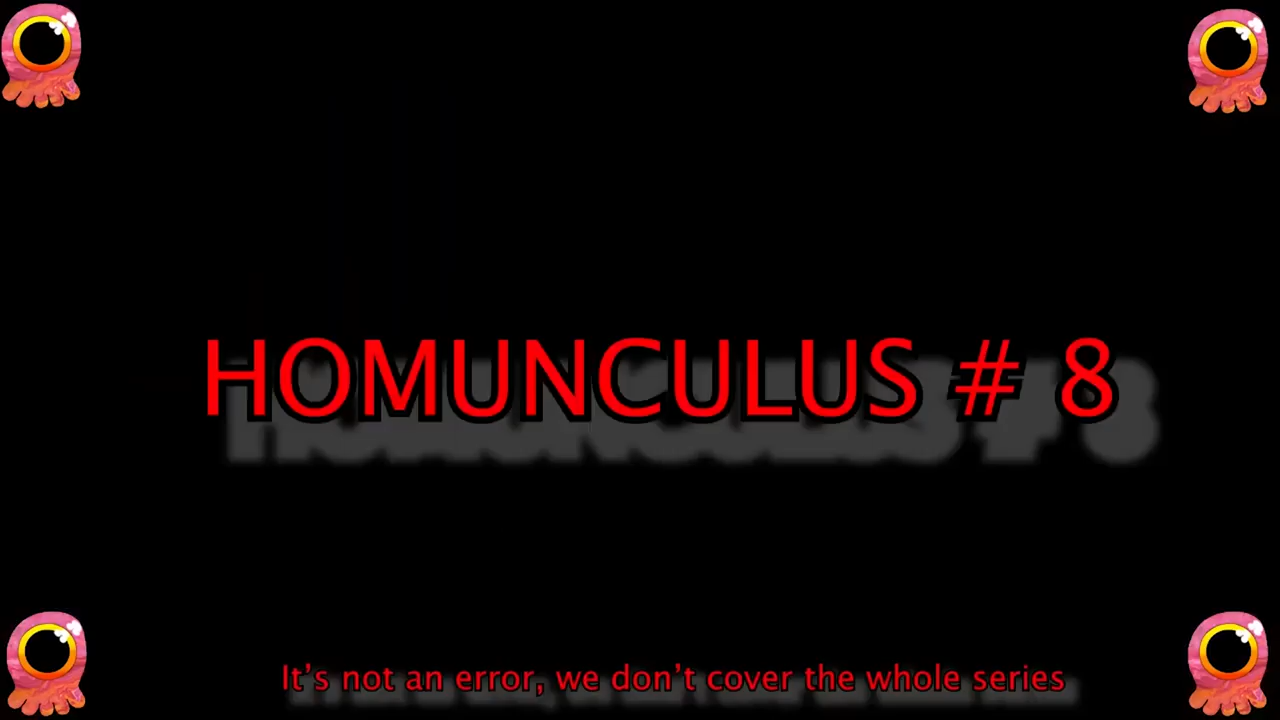 HOMUNCULUS # 8
It’s not an error, we don’t cover the whole series